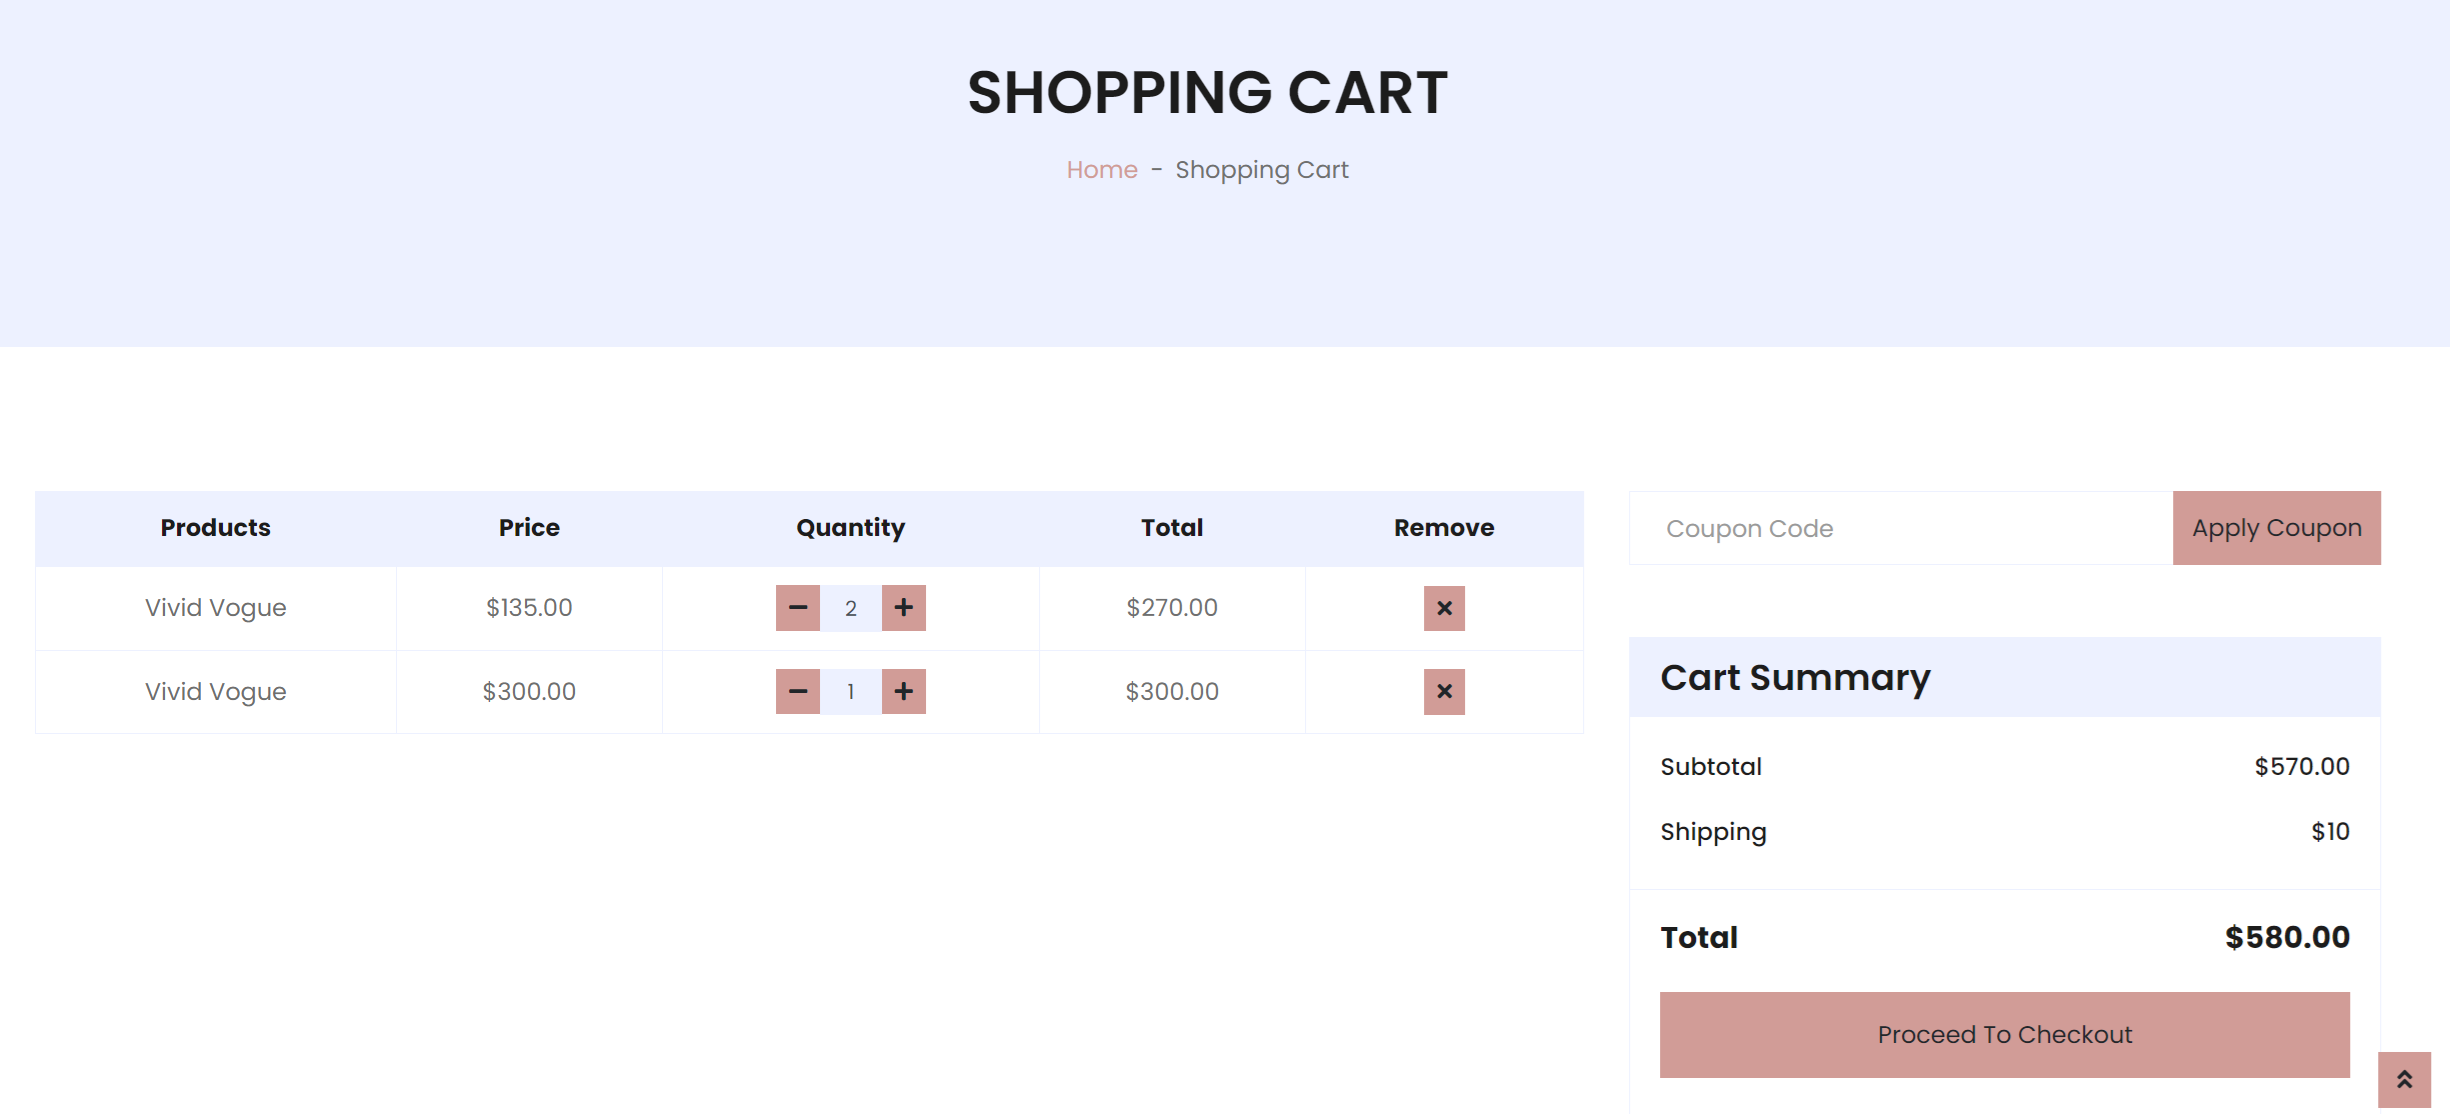 SHOPPING CART
Home - Shopping Cart
Products Price Quantity Total Remove
Vivid Vogue $135.00 2 $270.00
Vivid Vogue $300.00 1 $300.00
Coupon Code Apply Coupon
Cart Summary
Subtotal $570.00
Shipping $10
Total $580.00
Proceed To Checkout